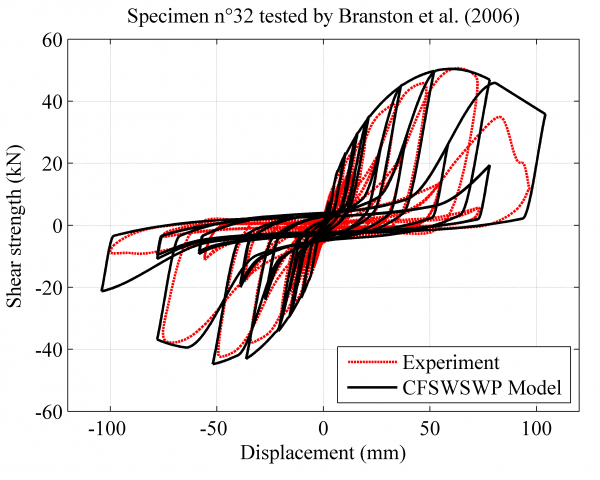 Specimen n°32 tested by Branston et al. (2006)
60
40
20
0
-20
-40
-60
Shear strength (kN)
-100
-50
0
50
100
Displacement (mm)
Experiment
CFSWSWP Model